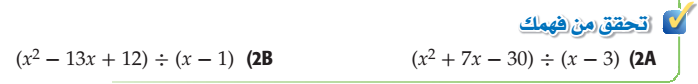 تحقق من فهمك
(x² + 7x − 30) ÷ (x − 3) (2A
(x² − 13x + 12) ÷ (x − 1) (2B